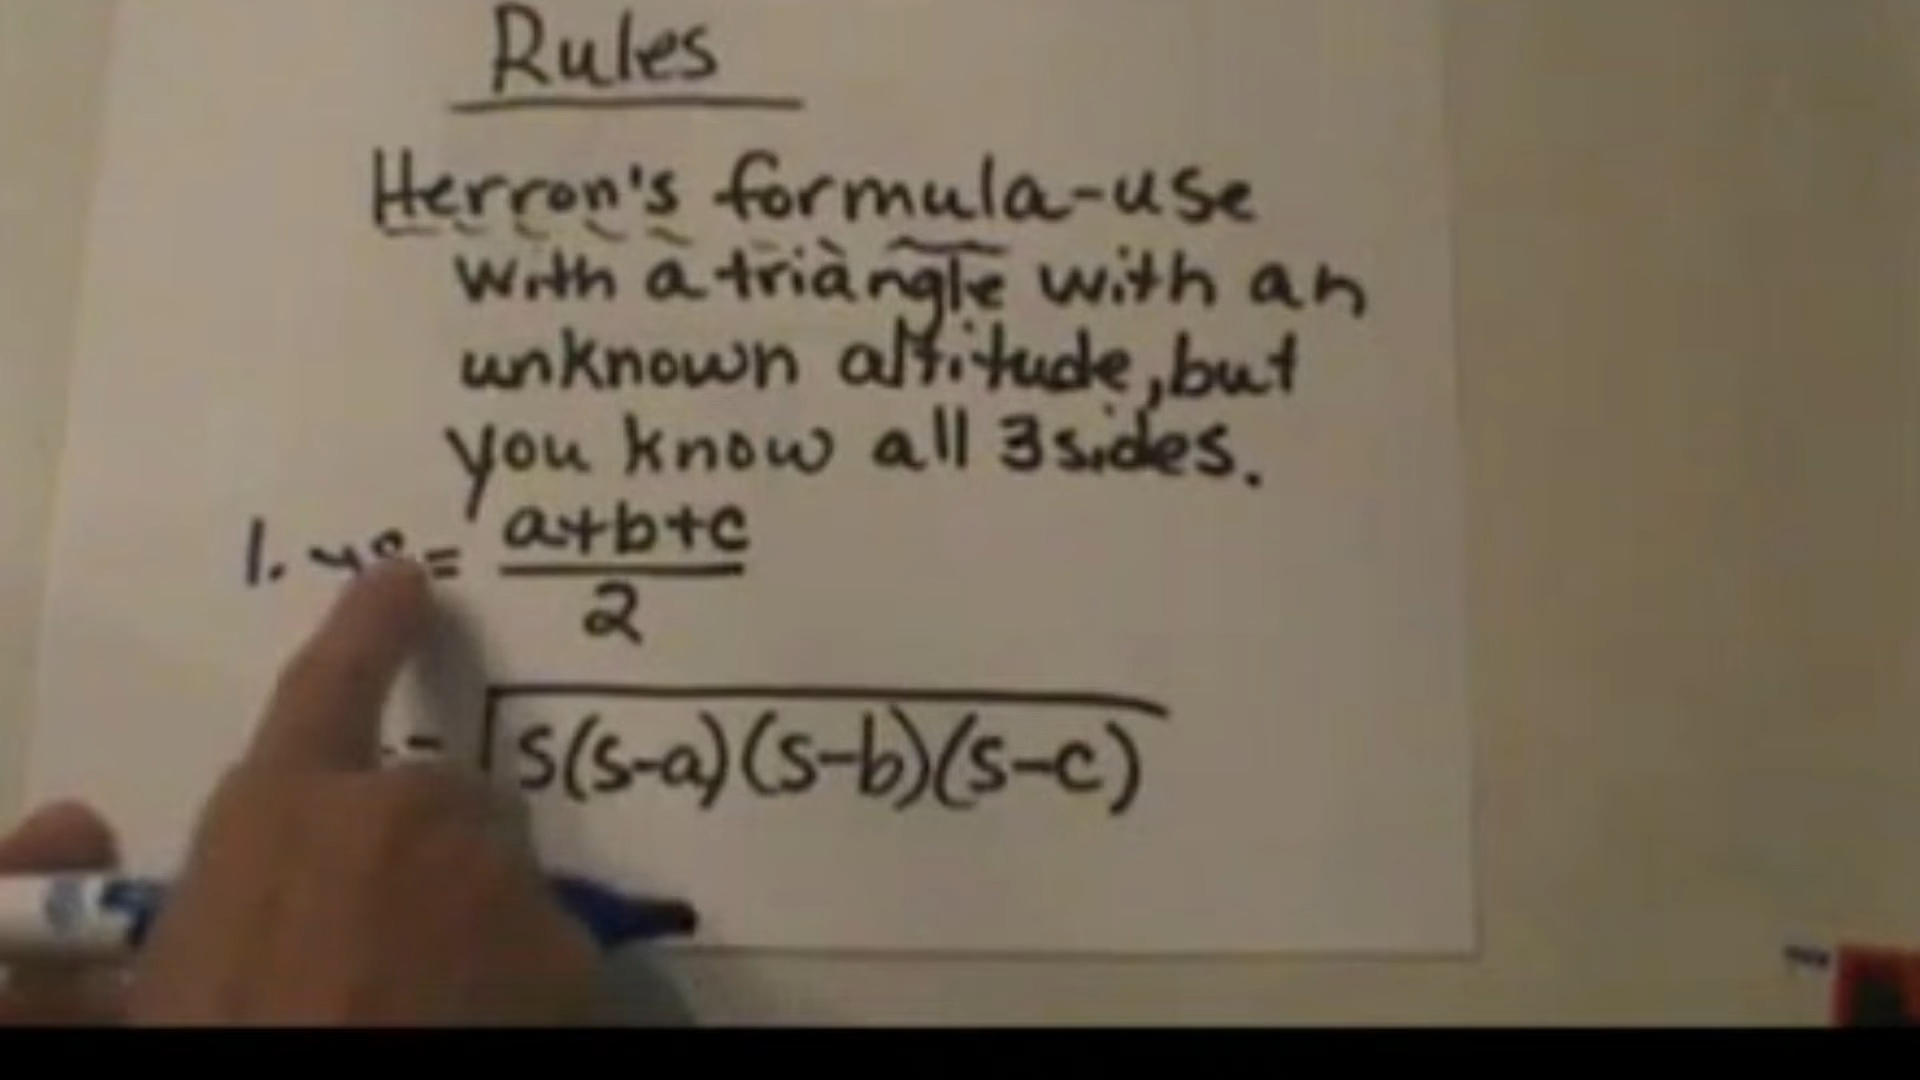 Rules
Herron's formula-use
with a triangle with an
unknown altitude, but
you know all 3 sides.
1. = a+b+c
2
√s(s-a)(s-b)(s-c)